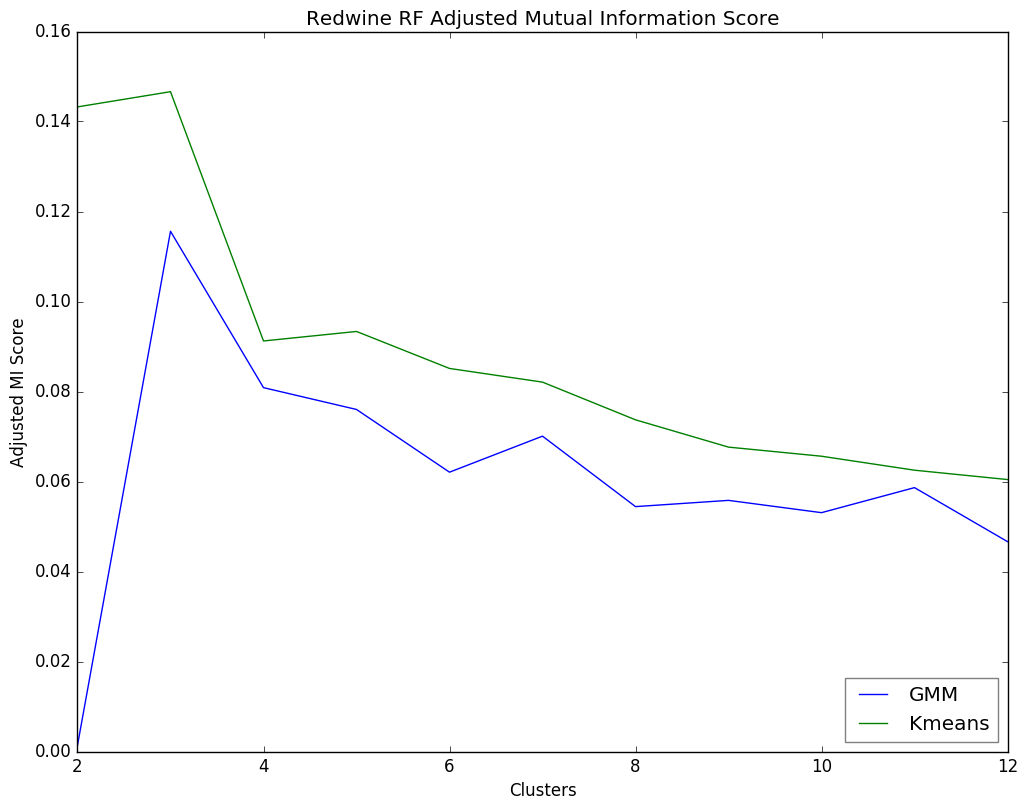 Redwine RF Adjusted Mutual Information Score
0.16
0.14
0.12
0.10
0.08
0.06
0.04
0.02
0.00
Adjusted MI Score
2 4 6 8 10 12
Clusters
GMM
Kmeans